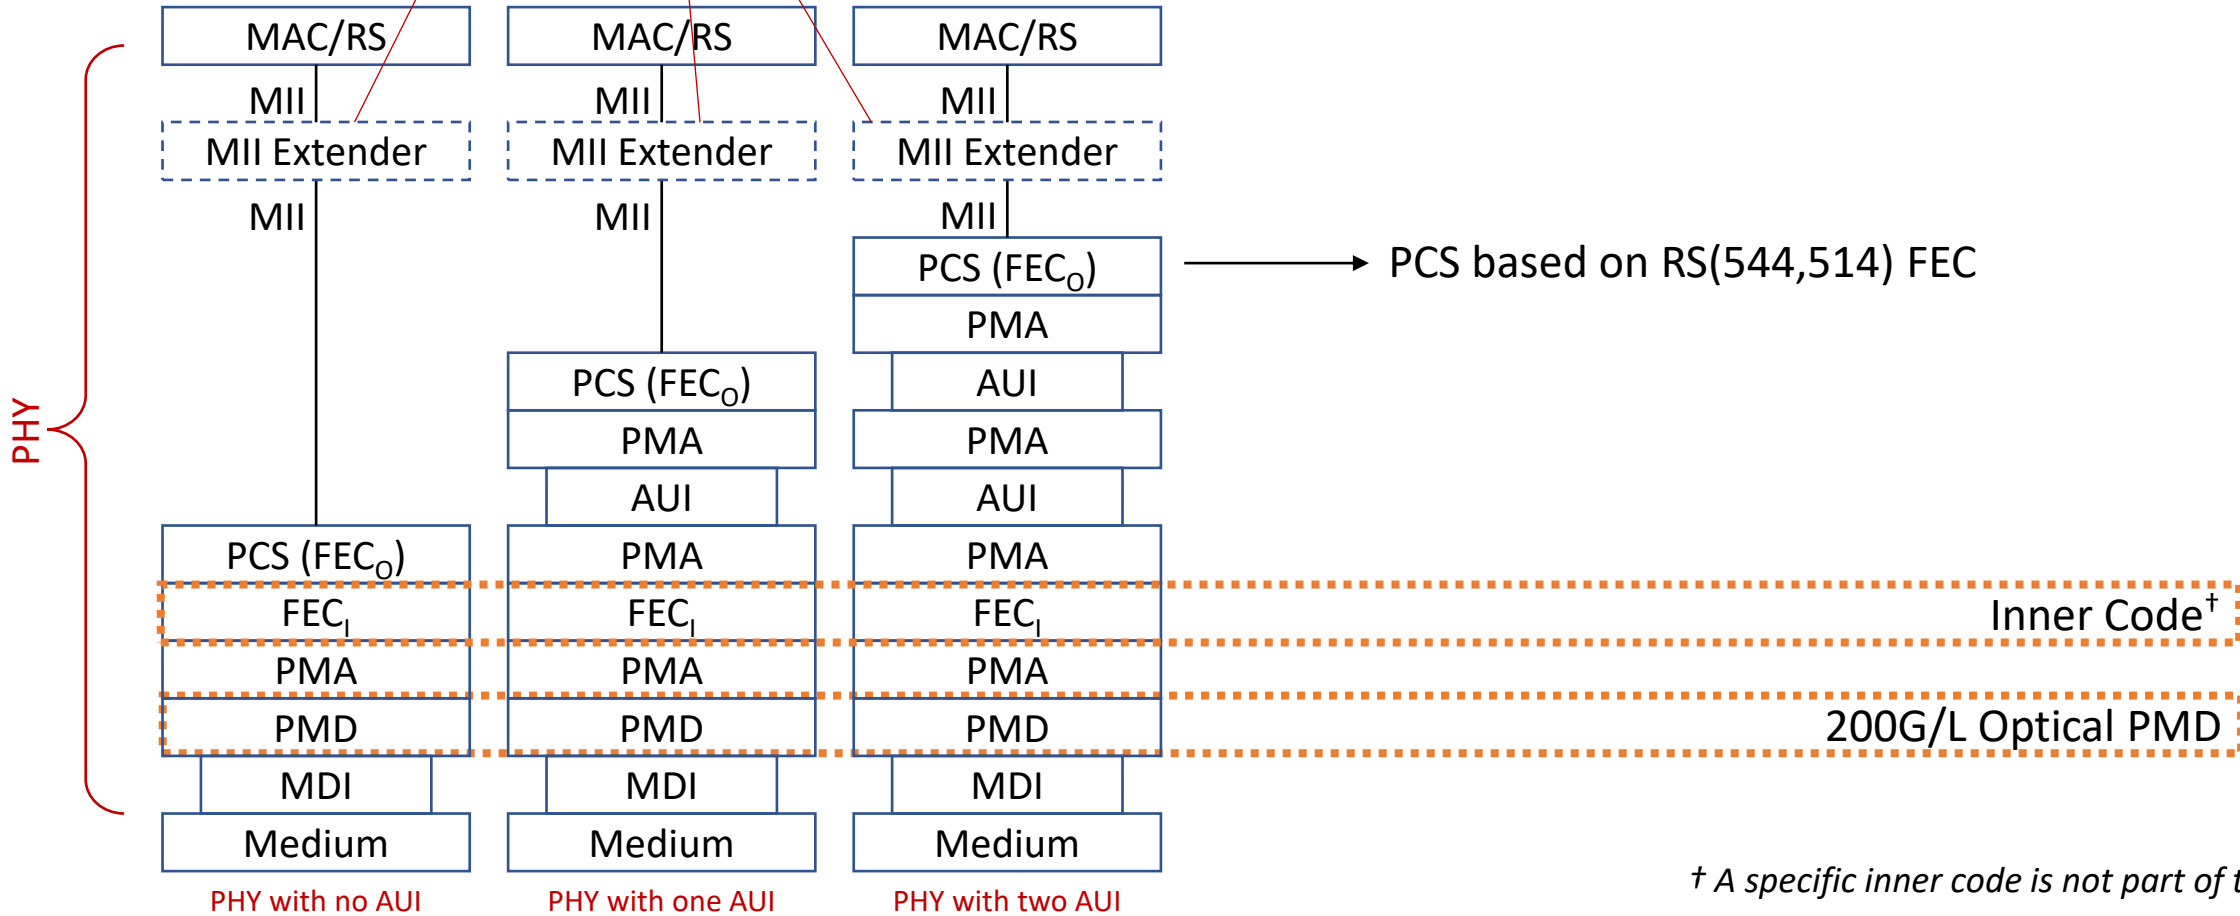 MAC/RS MAC/RS MAC/RS
MII MII MII
MII Extender MII Extender MII Extender
MII MII MII
PCS (FECO) PCS based on RS(544,514) FEC
PMA
PCS (FECO) AUI
PHY
PMA PMA
AUI AUI
PCS (FECO) PMA PMA
FECI FECI FECI Inner Code†
PMA PMA PMA
PMD PMD PMD 200G/L Optical PMD
MDI MDI MDI
Medium Medium Medium
† A specific inner code is not part of
PHY with no AUI PHY with one AUI PHY with two AUI